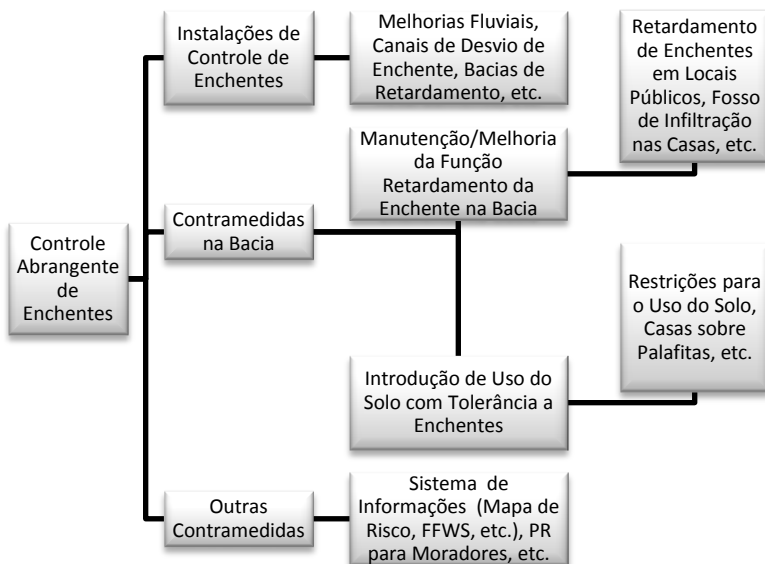 Controle
Abrangente
de
Enchentes
Instalações de
Controle de
Enchentes
Melhorias Fluviais,
Canais de Desvio de
Enchente, Bacias de
Retardamento, etc.
Contramedidas
na Bacia
Manutenção/Melhoria
da Função
Retardamento da
Enchente na Bacia
Retardamento
de Enchentes
em Locais
Públicos, Fosso
de Infiltração
nas Casas, etc.
Introdução de Uso do
Solo com Tolerância a
Enchentes
Restrições para
o Uso do Solo,
Casas sobre
Palafitas, etc.
Outras
Contramedidas
Sistema de
Informações (Mapa de
Risco, FFWS, etc.), PR
para Moradores, etc.